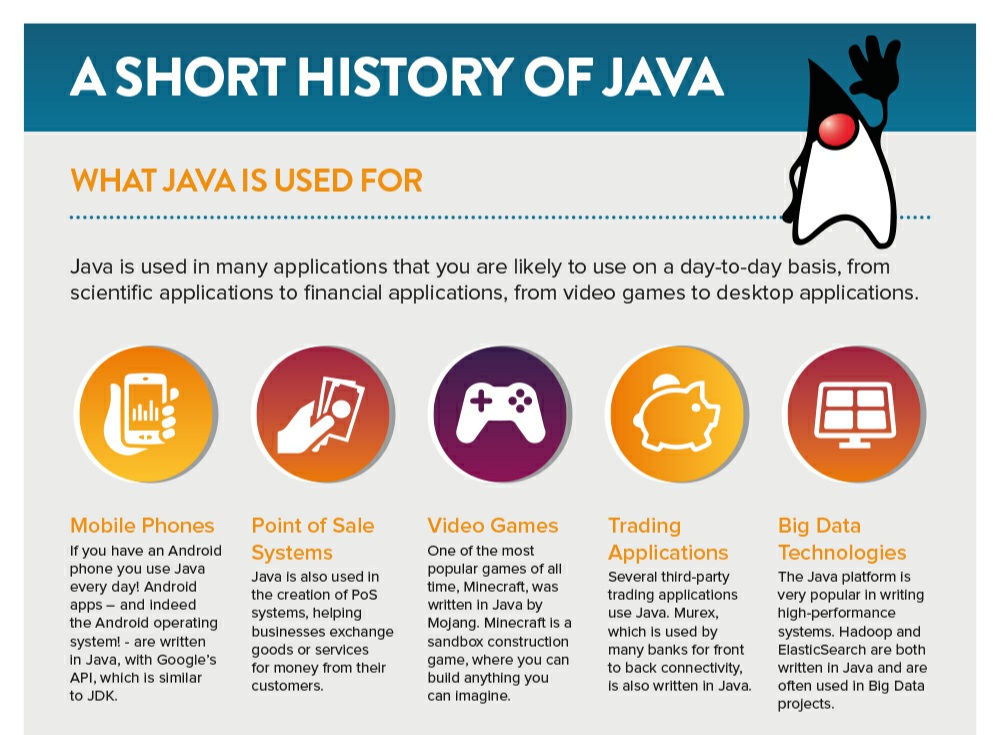 A SHORT HISTORY OF JAVA
WHAT JAVA IS USED FOR
Java is used in many applications that you are likely to use on a day-to-day basis, from
scientific applications to financial applications, from video games to desktop applications.
Mobile Phones
If you have an Android
phone you use Java
every day! Android
apps – and indeed
the Android operating
system! - are written
in Java, with Google's
API, which is similar
to JDK.
Point of Sale
Systems
Java is also used in
the creation of PoS
systems, helping
businesses exchange
goods or services
for money from their
customers.
Video Games
One of the most
popular games of all
time, Minecraft, was
written in Java by
Mojang. Minecraft is a
sandbox construction
game, where you can
build anything you
can imagine.
Trading
Applications
Several third-party
trading applications
use Java. Murex,
which is used by
many banks for front
to back connectivity,
is also written in Java.
Big Data
Technologies
The Java platform is
very popular in writing
high-performance
systems. Hadoop and
ElasticSearch are both
written in Java and are
often used in Big Data
projects.